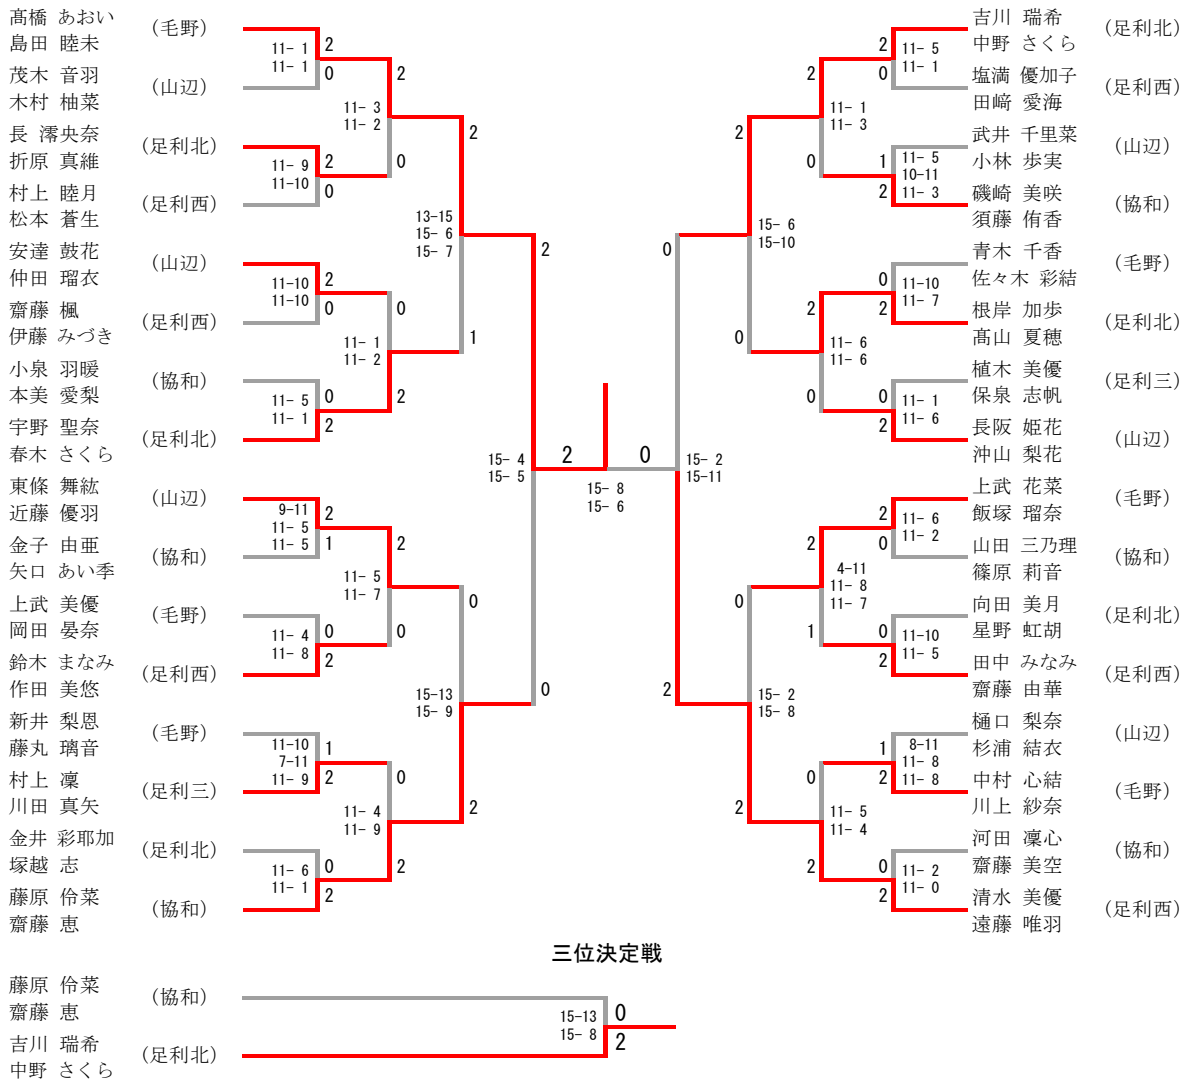 髙橋 あおい
島田 睦未
(毛野)
茂木 音羽
木村 柚菜
(山辺)
11- 1
11- 1
2
0
長 澪央奈
折原 真維
(足利北)
村上 睦月
松本 蒼生
(足利西)
11- 9
11-10
2
0
11- 3
11- 2
2
0
安達 鼓花
仲田 瑠衣
(山辺)
齋藤 楓
伊藤 みづき
(足利西)
11-10
11-10
2
0
小泉 羽暖
本美 愛梨
(協和)
宇野 聖奈
春木 さくら
(足利北)
11- 5
11- 1
0
2
11- 1
11- 2
0
2
13-15
15- 6
15- 7
2
1
東條 舞紘
近藤 優羽
(山辺)
金子 由亜
矢口 あい季
(協和)
9-11
11- 5
11- 5
2
1
上武 美優
岡田 晏奈
(毛野)
鈴木 まなみ
作田 美悠
(足利西)
11- 4
11- 8
0
2
11- 5
11- 7
2
0
新井 梨恩
藤丸 璃音
(毛野)
村上 凜
川田 真矢
(足利三)
11-10
7-11
11- 9
1
2
金井 彩耶加
塚越 志
(足利北)
藤原 伶菜
齋藤 恵
(協和)
11- 6
11- 1
0
2
11- 4
11- 9
0
2
15-13
15- 9
0
2
15- 4
15- 5
2
0
2
0
15- 8
15- 6
吉川 瑞希
中野 さくら
(足利北)
塩満 優加子
田﨑 愛海
(足利西)
2
0
11- 5
11- 1
武井 千里菜
小林 歩実
(山辺)
磯崎 美咲
須藤 侑香
(協和)
1
2
11- 5
10-11
11- 3
2
0
11- 1
11- 3
青木 千香
佐々木 彩結
(毛野)
根岸 加歩
髙山 夏穂
(足利北)
0
2
11-10
11- 7
植木 美優
保泉 志帆
(足利三)
長阪 姫花
沖山 梨花
(山辺)
0
2
11- 1
11- 6
2
0
11- 6
11- 6
2
0
15- 6
15-10
上武 花菜
飯塚 瑠奈
(毛野)
山田 三乃理
篠原 莉音
(協和)
2
0
11- 6
11- 2
向田 美月
星野 虹胡
(足利北)
田中 みなみ
齋藤 由華
(足利西)
0
2
11-10
11- 5
2
1
4-11
11- 8
11- 7
樋口 梨奈
杉浦 結衣
(山辺)
中村 心結
川上 紗奈
(毛野)
1
2
8-11
11- 8
11- 8
河田 凜心
齋藤 美空
(協和)
清水 美優
遠藤 唯羽
(足利西)
0
2
11- 2
11- 0
0
2
11- 5
11- 4
0
2
15- 2
15- 8
0
2
15- 2
15-11
三位決定戦
藤原 伶菜
齋藤 恵
(協和)
吉川 瑞希
中野 さくら
(足利北)
15-13
15- 8
0
2